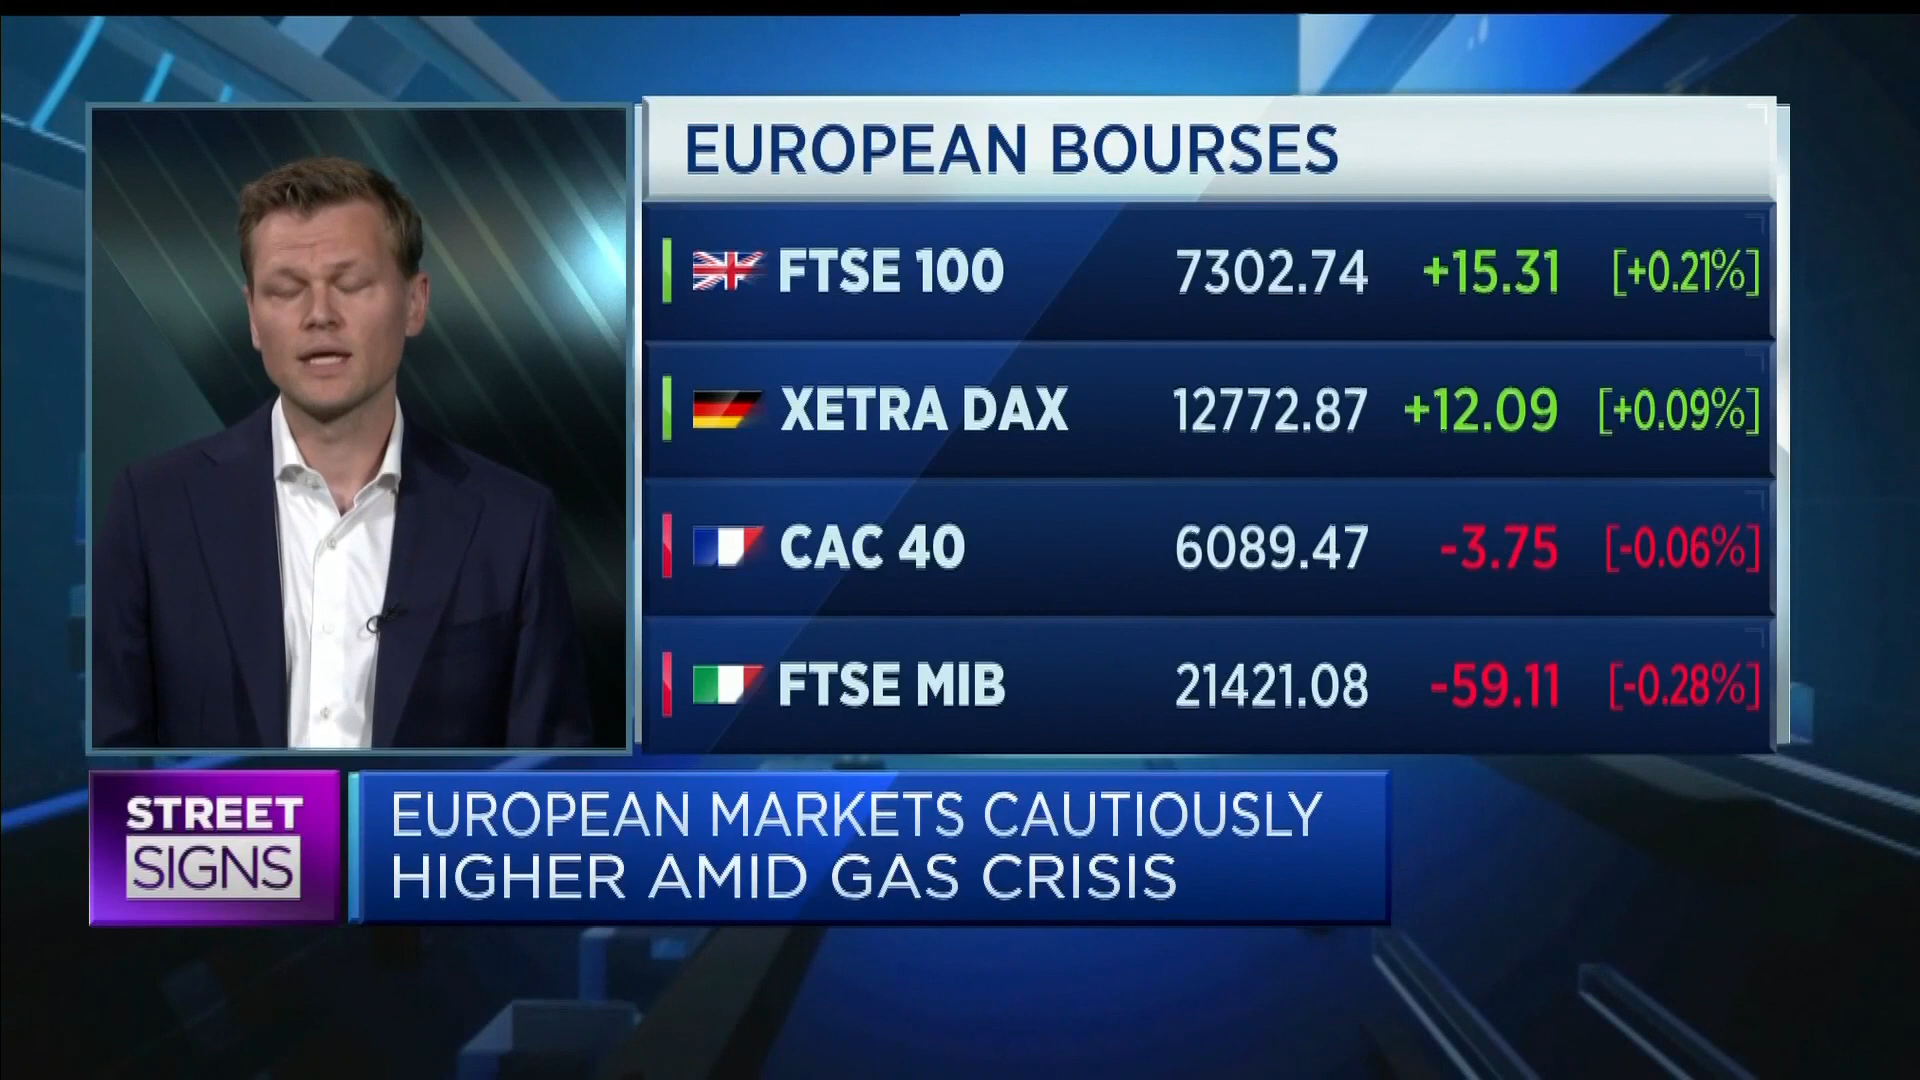 EUROPEAN BOURSES
FTSE 100 7302.74 +15.31 [+0.21%]
XETRA DAX 12772.87 +12.09 [+0.09%]
CAC 40 6089.47 -3.75 [-0.06%]
FTSE MIB 21421.08 -59.11 [-0.28%]
STREET
SIGNS
EUROPEAN MARKETS CAUTIOUSLY
HIGHER AMID GAS CRISIS